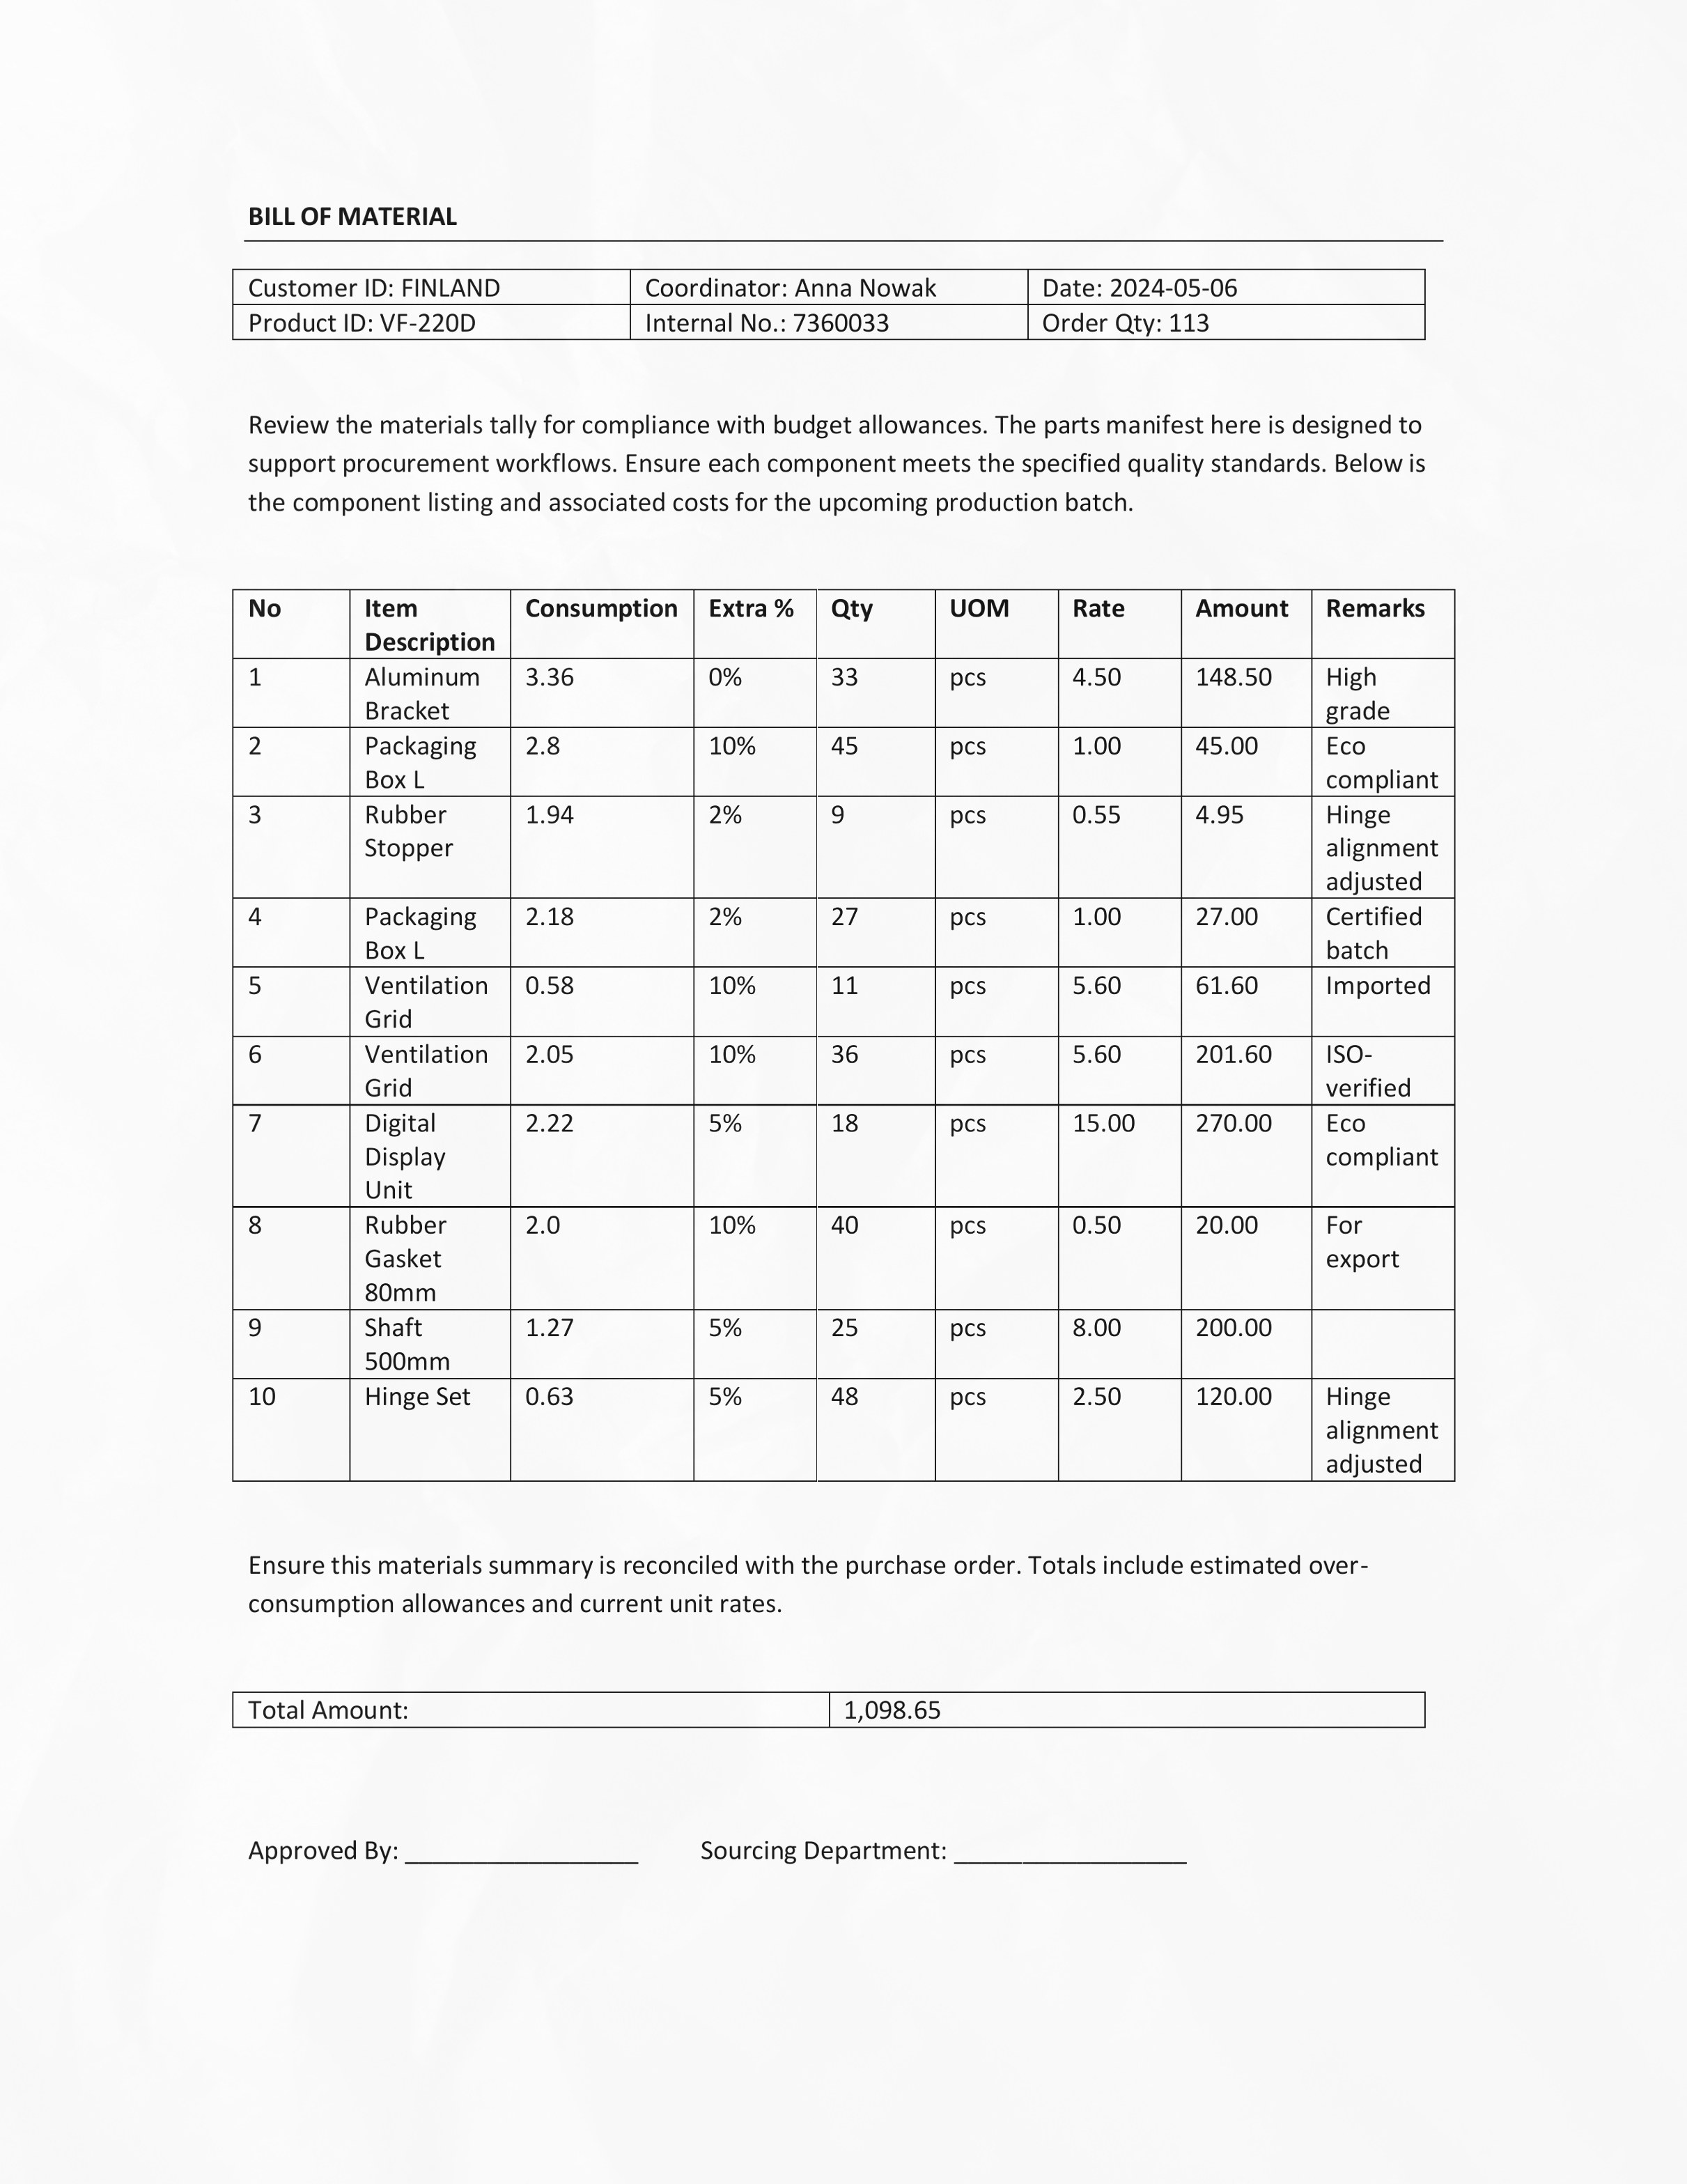 BILL OF MATERIAL
Customer ID: FINLAND Coordinator: Anna Nowak Date: 2024-05-06
Product ID: VF-220D Internal No.: 7360033 Order Qty: 113
Review the materials tally for compliance with budget allowances. The parts manifest here is designed to
support procurement workflows. Ensure each component meets the specified quality standards. Below is
the component listing and associated costs for the upcoming production batch.
No Item Consumption Extra % Qty UOM Rate Amount Remarks
Description
1 Aluminum 3.36 0% 33 pcs 4.50 148.50 High
Bracket grade
2 Packaging 2.8 10% 45 pcs 1.00 45.00 Eco
Box L compliant
3 Rubber 1.94 2% 9 pcs 0.55 4.95 Hinge
Stopper alignment
adjusted
4 Packaging 2.18 2% 27 pcs 1.00 27.00 Certified
Box L batch
5 Ventilation 0.58 10% 11 pcs 5.60 61.60 Imported
Grid
6 Ventilation 2.05 10% 36 pcs 5.60 201.60 ISO-
Grid verified
7 Digital 2.22 5% 18 pcs 15.00 270.00 Eco
Display compliant
Unit
8 Rubber 2.0 10% 40 pcs 0.50 20.00 For
Gasket export
80mm
9 Shaft 1.27 5% 25 pcs 8.00 200.00
500mm
10 Hinge Set 0.63 5% 48 pcs 2.50 120.00 Hinge
alignment
adjusted
Ensure this materials summary is reconciled with the purchase order. Totals include estimated over-
consumption allowances and current unit rates.
Total Amount: 1,098.65
Approved By: _________________ Sourcing Department: _________________